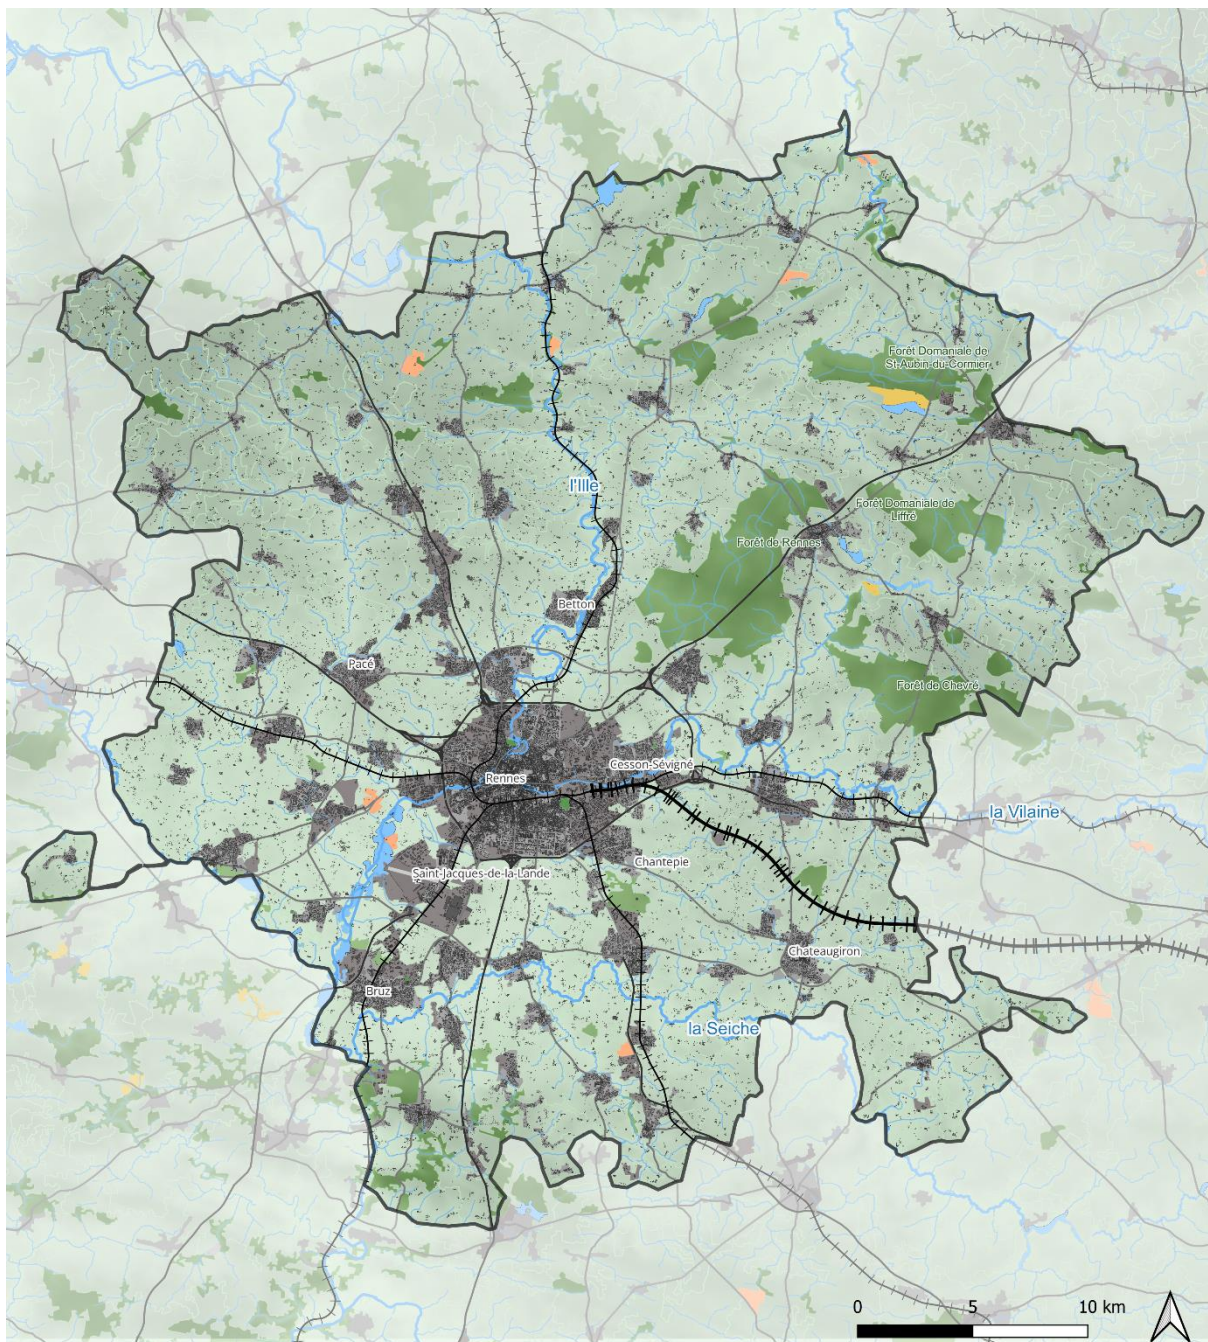 Forêt Domaniale de
St-Aubin-du-Cormier
l'Ille
Forêt Domaniale de
Liffré
Forêt de Rennes
Betton
Pacé
Forêt de Chevré
Cesson-Sévigné
Rennes
la Vilaine
Chantepie
Saint-Jacques-de-la-Lande
Chateaugiron
Bruz
la Seiche
0 5 10 km